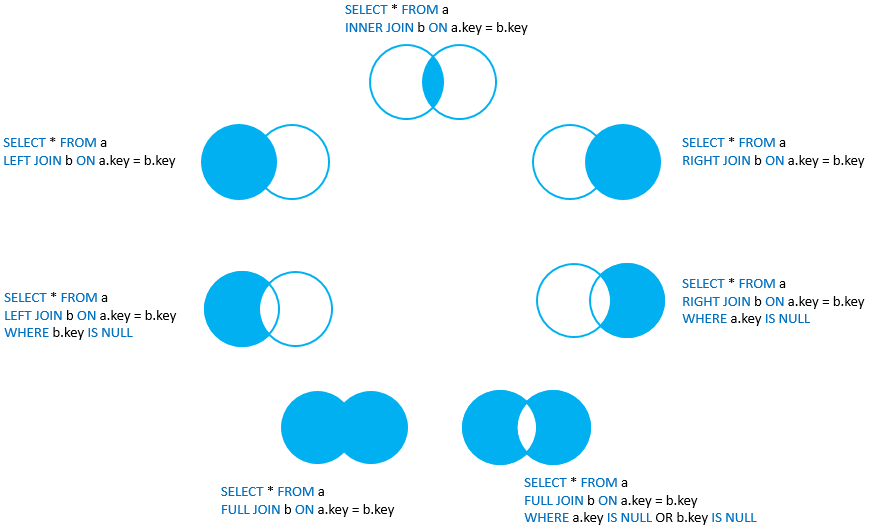 SELECT * FROM a
INNER JOIN b ON a.key = b.key
SELECT * FROM a
LEFT JOIN b ON a.key = b.key
SELECT * FROM a
RIGHT JOIN b ON a.key = b.key
SELECT * FROM a
LEFT JOIN b ON a.key = b.key
WHERE b.key IS NULL
SELECT * FROM a
RIGHT JOIN b ON a.key = b.key
WHERE a.key IS NULL
SELECT * FROM a
FULL JOIN b ON a.key = b.key
SELECT * FROM a
FULL JOIN b ON a.key = b.key
WHERE a.key IS NULL OR b.key IS NULL